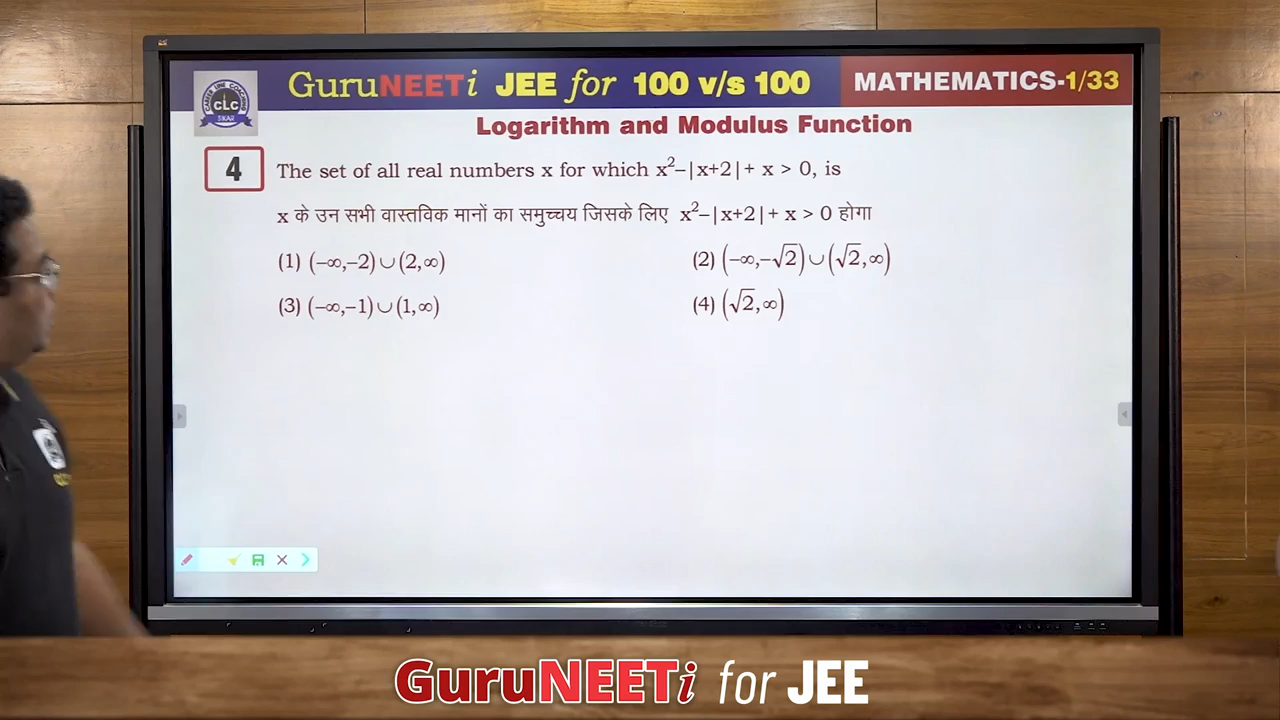 GuruNEETi JEE for 100 v/s 100 MATHEMATICS-1/33
CLC
SIKAR
Logarithm and Modulus Function
4 The set of all real numbers x for which x²–|x+2|+ x > 0, is
x के उन सभी वास्तविक मानों का समुच्चय जिसके लिए x²–|x+2|+ x > 0 होगा
(1) (–∞,–2)∪(2,∞) (2) (–∞,–√2)∪(√2,∞)
(3) (–∞,–1)∪(1,∞) (4) (√2,∞)
GuruNEETi for JEE